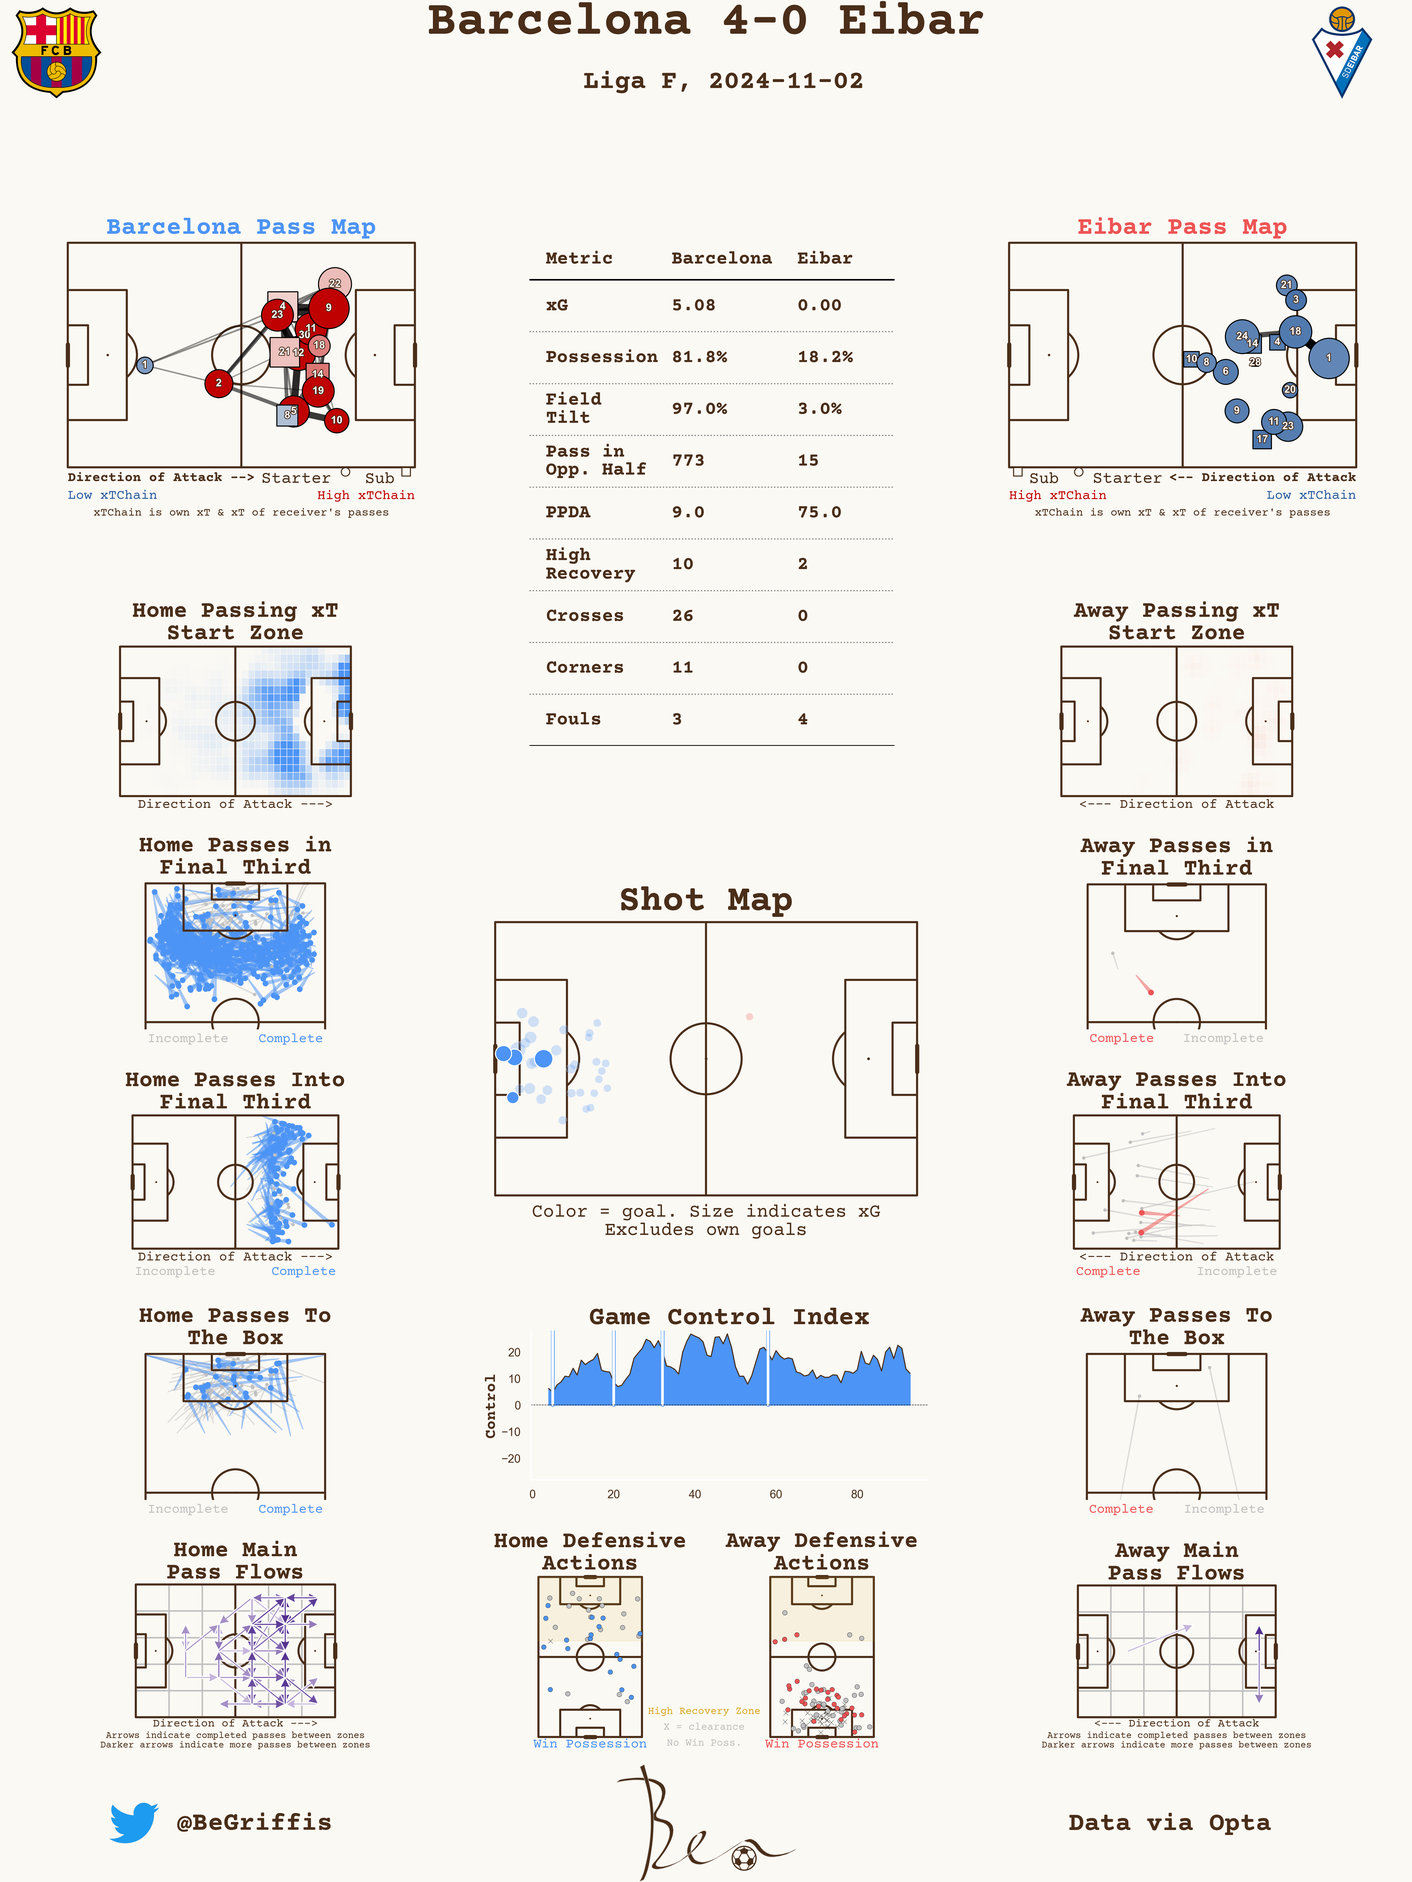 Barcelona 4-0 Eibar
Liga F, 2024-11-02
FCB
SDEIBAR
Barcelona Pass Map
22
4
9
23
11
30
21
12
18
1
2
14
19
8
5
10
Direction of Attack --> Starter Sub
Low xTChain High xTChain
xTChain is own xT & xT of receiver's passes
Metric Barcelona Eibar
xG 5.08 0.00
Possession 81.8% 18.2%
Field
Tilt 97.0% 3.0%
Pass in
Opp. Half 773 15
PPDA 9.0 75.0
High
Recovery 10 2
Crosses 26 0
Corners 11 0
Fouls 3 4
Eibar Pass Map
21
3
24
18
14
4
10
8
28
1
6
20
9
11
23
17
Sub Starter <-- Direction of Attack
High xTChain Low xTChain
xTChain is own xT & xT of receiver's passes
Home Passing xT
Start Zone
Direction of Attack --->
Away Passing xT
Start Zone
<--- Direction of Attack
Home Passes in
Final Third
Incomplete Complete
Away Passes in
Final Third
Complete Incomplete
Shot Map
Color = goal. Size indicates xG
Excludes own goals
Home Passes Into
Final Third
Direction of Attack --->
Incomplete Complete
Away Passes Into
Final Third
<--- Direction of Attack
Complete Incomplete
Home Passes To
The Box
Incomplete Complete
Game Control Index
Control
20
10
0
−10
−20
0 20 40 60 80
Away Passes To
The Box
Complete Incomplete
Home Main
Pass Flows
Direction of Attack --->
Arrows indicate completed passes between zones
Darker arrows indicate more passes between zones
Home Defensive
Actions
Win Possession
High Recovery Zone
X = clearance
No Win Poss.
Away Defensive
Actions
Win Possession
Away Main
Pass Flows
<--- Direction of Attack
Arrows indicate completed passes between zones
Darker arrows indicate more passes between zones
@BeGriffis
Ben
Data via Opta